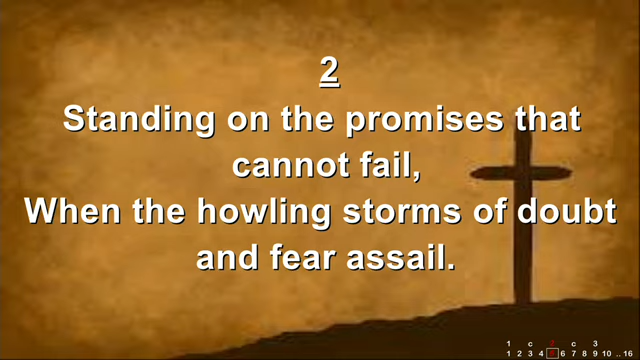 2
Standing on the promises that
cannot fail,
When the howling storms of doubt
and fear assail.
1 c 2 c 3
1 2 3 4 5 6 7 8 9 10 .. 16